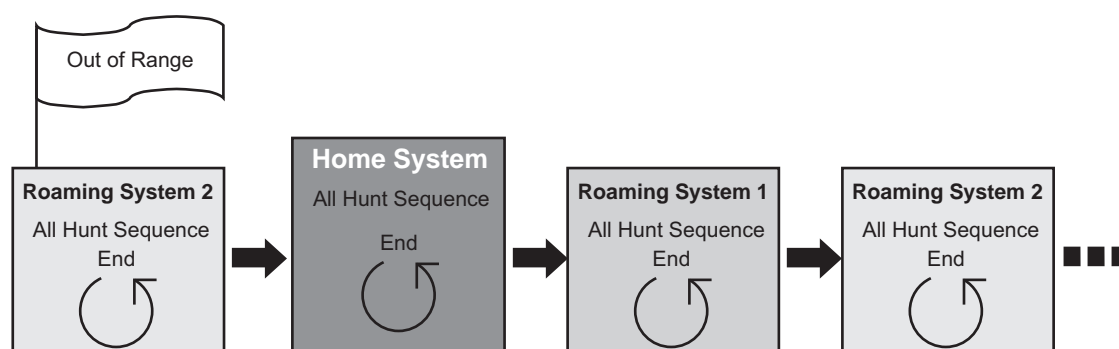 Out of Range
Roaming System 2
All Hunt Sequence
End
Home System
All Hunt Sequence
End
Roaming System 1
All Hunt Sequence
End
Roaming System 2
All Hunt Sequence
End